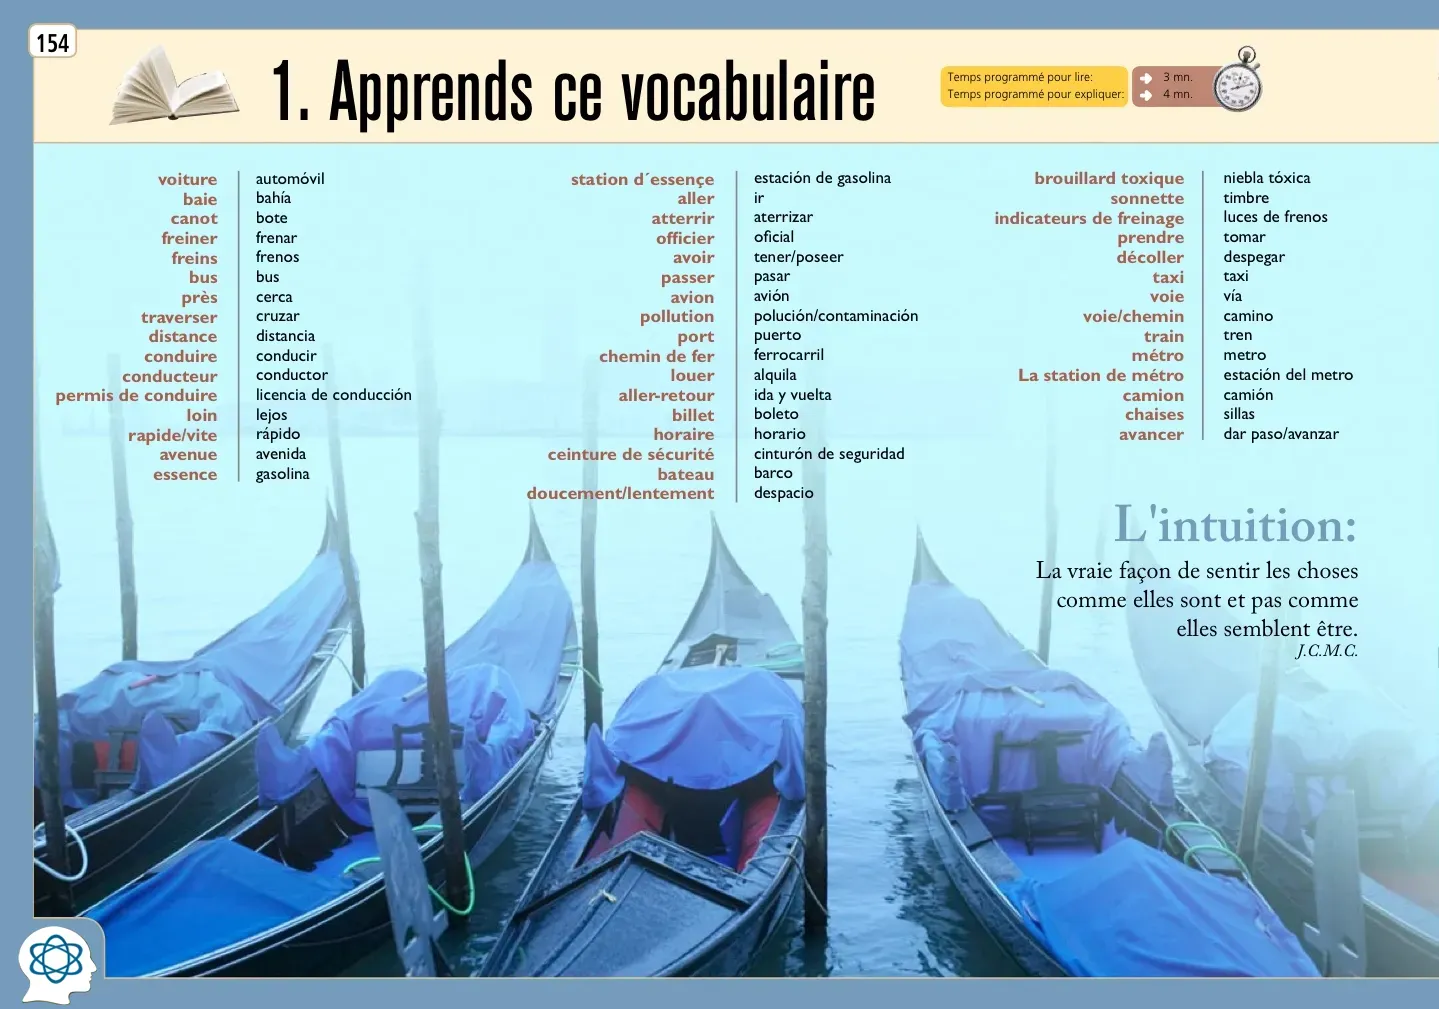 154
1. Apprends ce vocabulaire
Temps programmé pour lire: 3 mn.
Temps programmé pour expliquer: 4 mn.
voiture automóvil
baie bahía
canot bote
freiner frenar
freins frenos
bus bus
près cerca
traverser cruzar
distance distancia
conduire conducir
conducteur conductor
permis de conduire licencia de conducción
loin lejos
rapide/vite rápido
avenue avenida
essence gasolina
station d´essençe estación de gasolina
aller ir
atterrir aterrizar
officier oficial
avoir tener/poseer
passer pasar
avion avión
pollution polución/contaminación
port puerto
chemin de fer ferrocarril
louer alquila
aller-retour ida y vuelta
billet boleto
horaire horario
ceinture de sécurité cinturón de seguridad
bateau barco
doucement/lentement despacio
brouillard toxique niebla tóxica
sonnette timbre
indicateurs de freinage luces de frenos
prendre tomar
décoller despegar
taxi taxi
voie vía
voie/chemin camino
train tren
métro metro
La station de métro estación del metro
camion camión
chaises sillas
avancer dar paso/avanzar
L'intuition:
La vraie façon de sentir les choses
comme elles sont et pas comme
elles semblent être.
J.C.M.C.